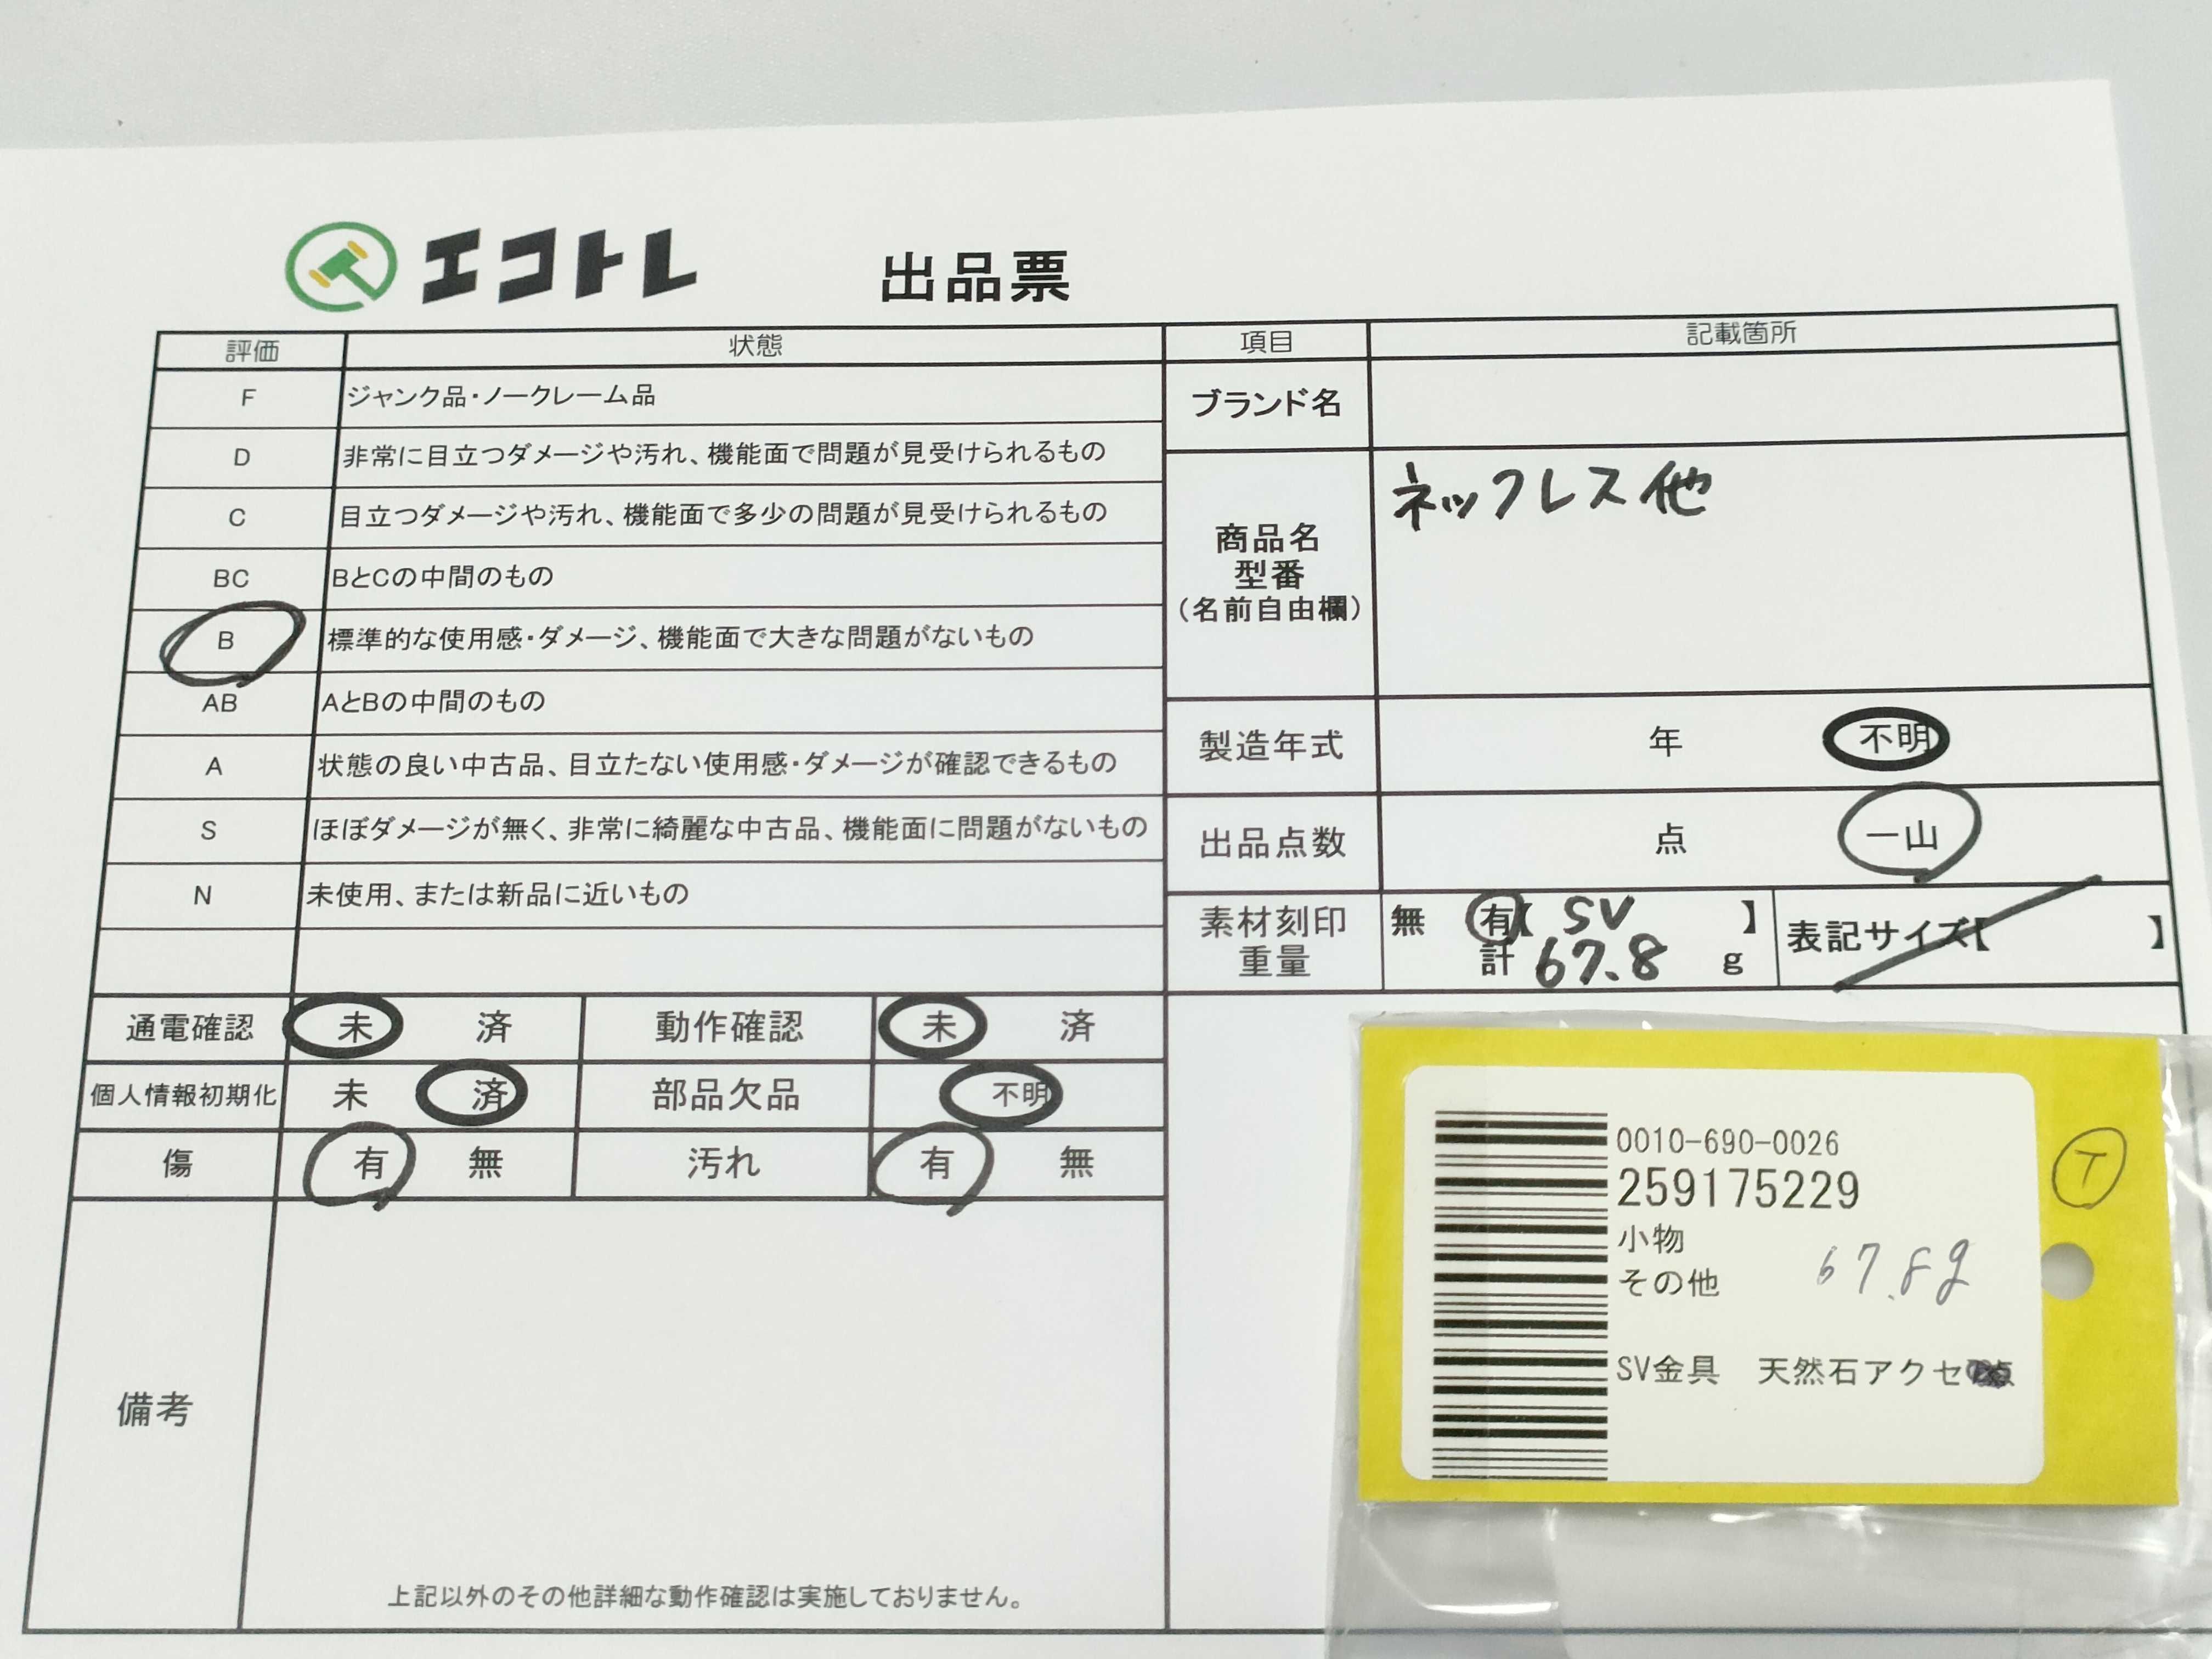 エコトレ
出品票
評価 状態
F ジャンク品・ノークレーム品
D 非常に目立つダメージや汚れ、機能面で問題が見受けられるもの
C 目立つダメージや汚れ、機能面で多少の問題が見受けられるもの
BC BとCの中間のもの
B 標準的な使用感・ダメージ、機能面で大きな問題がないもの
AB AとBの中間のもの
A 状態の良い中古品、目立たない使用感・ダメージが確認できるもの
S ほぼダメージが無く、非常に綺麗な中古品、機能面に問題がないもの
N 未使用、または新品に近いもの
通電確認 未 済 動作確認 未 済
個人情報初期化 未 済 部品欠品 不明
傷 有 無 汚れ 有 無
備考
上記以外のその他詳細な動作確認は実施しておりません。
項目 記載箇所
ブランド名
商品名
型番
(名前自由欄)
ネックレス他
製造年式 年 不明
出品点数 点 一山
素材刻印 無 有【 SV 】
重量 計 67.8 g
表記サイズ【 】
0010-690-0026
259175229
小物
その他
67.8g
SV金具 天然石アクセ
T